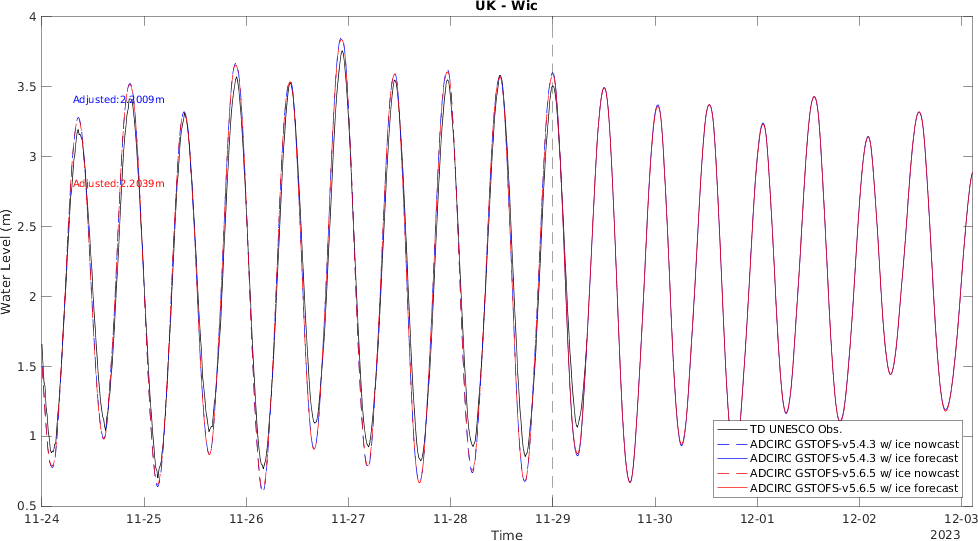 UK - Wic
4
3.5
3
2.5
2
1.5
1
0.5
Water Level (m)
Adjusted:2.2009m
Adjusted:2.2039m
TD UNESCO Obs.
ADCIRC GSTOFS-v5.4.3 w/ ice nowcast
ADCIRC GSTOFS-v5.4.3 w/ ice forecast
ADCIRC GSTOFS-v5.6.5 w/ ice nowcast
ADCIRC GSTOFS-v5.6.5 w/ ice forecast
11-24 11-25 11-26 11-27 11-28 11-29 11-30 12-01 12-02 12-03
Time
2023